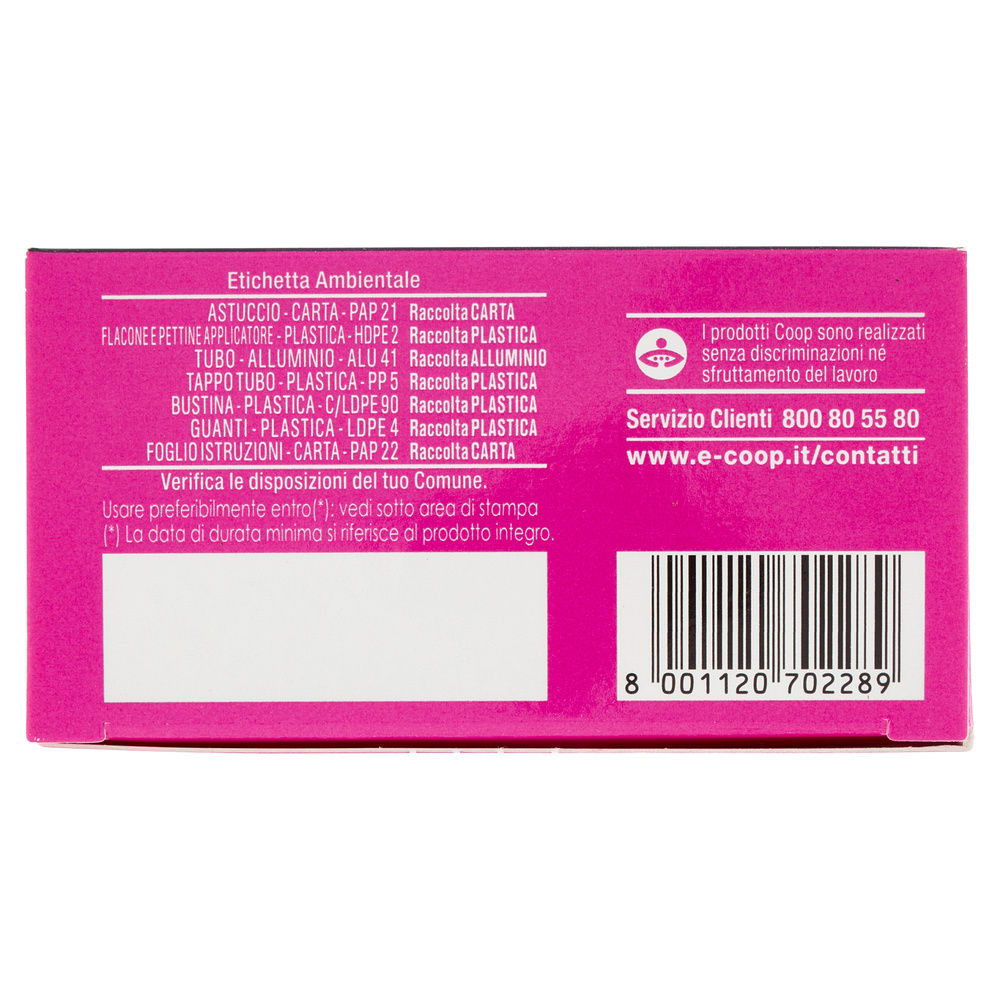 Etichetta Ambientale
ASTUCCIO - CARTA - PAP 21 Raccolta CARTA
FLACONE E PETTINE APPLICATORE - PLASTICA - HDPE 2 Raccolta PLASTICA
TUBO - ALLUMINIO - ALU 41 Raccolta ALLUMINIO
TAPPO TUBO - PLASTICA - PP 5 Raccolta PLASTICA
BUSTINA - PLASTICA - C/LDPE 90 Raccolta PLASTICA
GUANTI - PLASTICA - LDPE 4 Raccolta PLASTICA
FOGLIO ISTRUZIONI - CARTA - PAP 22 Raccolta CARTA
Verifica le disposizioni del tuo Comune.
Usare preferibilmente entro(*): vedi sotto area di stampa
(*) La data di durata minima si riferisce al prodotto integro.
I prodotti Coop sono realizzati
senza discriminazioni né
sfruttamento del lavoro
Servizio Clienti 800 80 55 80
www.e-coop.it/contatti
8 001120 702289